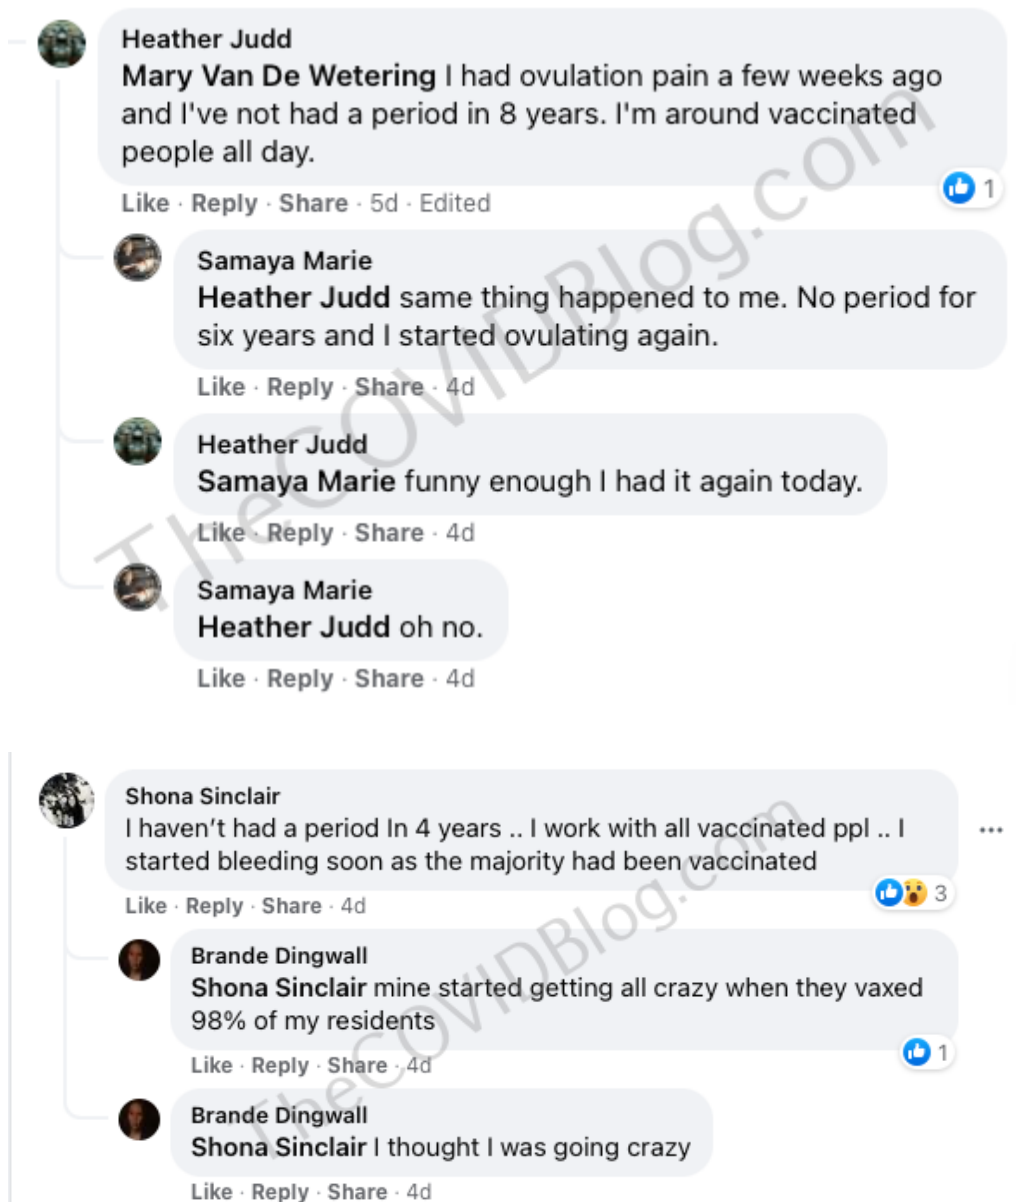 Heather Judd
Mary Van De Wetering I had ovulation pain a few weeks ago
and I've not had a period in 8 years. I'm around vaccinated
people all day.
1
Like · Reply · Share · 5d · Edited
Samaya Marie
Heather Judd same thing happened to me. No period for
six years and I started ovulating again.
Like · Reply · Share · 4d
Heather Judd
Samaya Marie funny enough I had it again today.
Like · Reply · Share · 4d
Samaya Marie
Heather Judd oh no.
Like · Reply · Share · 4d
TheCOVIDBlog.com
Shona Sinclair
I haven't had a period In 4 years .. I work with all vaccinated ppl .. I
started bleeding soon as the majority had been vaccinated
3
Like · Reply · Share · 4d
Brande Dingwall
Shona Sinclair mine started getting all crazy when they vaxed
98% of my residents
1
Like · Reply · Share · 4d
Brande Dingwall
Shona Sinclair I thought I was going crazy
Like · Reply · Share · 4d
TheCOVIDBlog.com